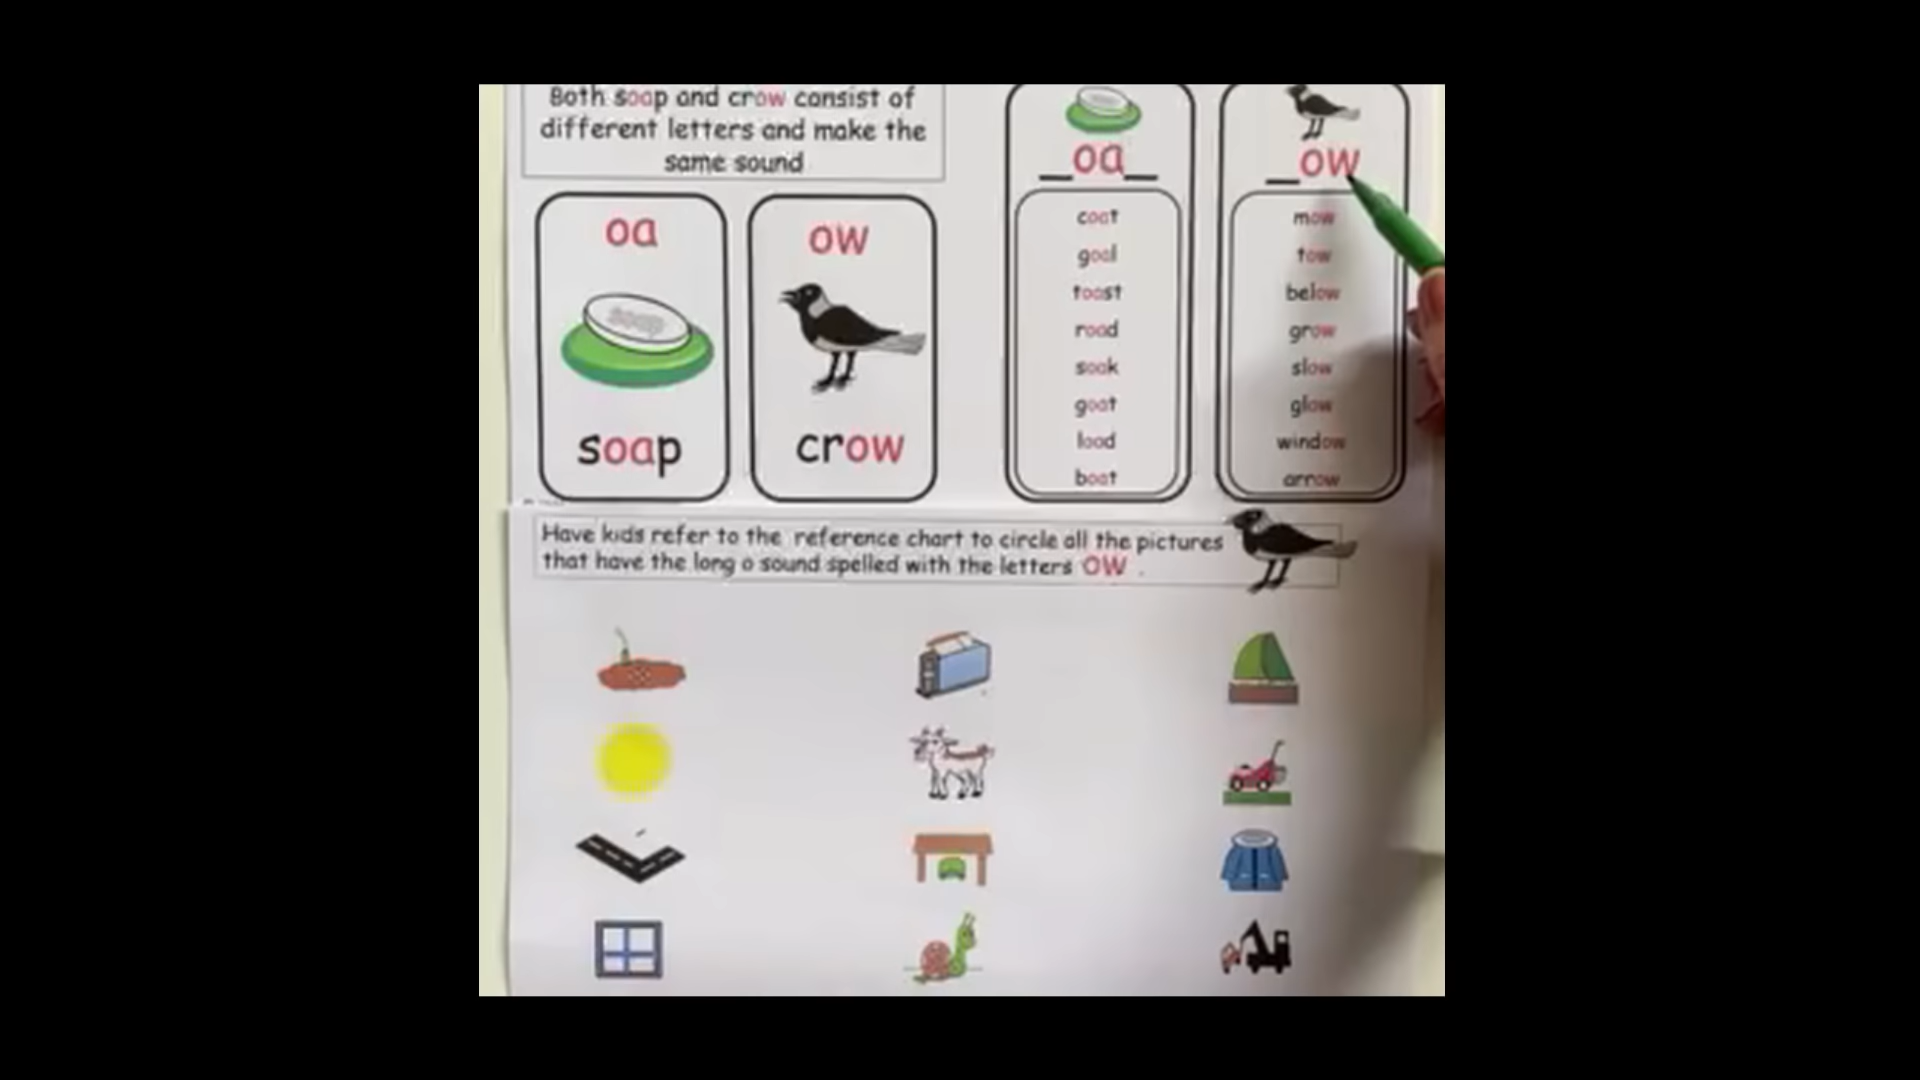 Both soap and crow consist of
different letters and make the
same sound
oa
soap
soap
ow
crow
_oa_
coat
goal
toast
road
soak
goat
load
boat
_ow
mow
tow
below
grow
slow
glow
window
arrow
Have kids refer to the reference chart to circle all the pictures
that have the long o sound spelled with the letters ow .